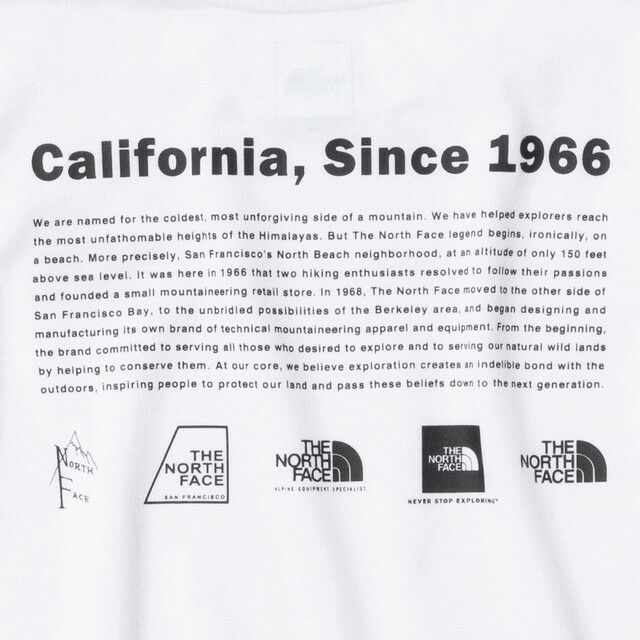 California, Since 1966
We are named for the coldest, most unforgiving side of a mountain. We have helped explorers reach
the most unfathomable heights of the Himalayas. But The North Face legend begins, ironically, on
a beach. More precisely, San Francisco's North Beach neighborhood, at an altitude of only 150 feet
above sea level. It was here in 1966 that two hiking enthusiasts resolved to follow their passions
and founded a small mountaineering retail store. In 1968, The North Face moved to the other side of
San Francisco Bay, to the unbridled possibilities of the Berkeley area, and began designing and
manufacturing its own brand of technical mountaineering apparel and equipment. From the beginning,
the brand committed to serving all those who desired to explore and to serving our natural wild lands
by helping to conserve them. At our core, we believe exploration creates an indelible bond with the
outdoors, inspiring people to protect our land and pass these beliefs down to the next generation.
North
Face
THE
NORTH
FACE
SAN FRANCISCO
THE
NORTH
FACE
ALPINE EQUIPMENT SPECIALIST
THE
NORTH
FACE
NEVER STOP EXPLORING™
THE
NORTH
FACE